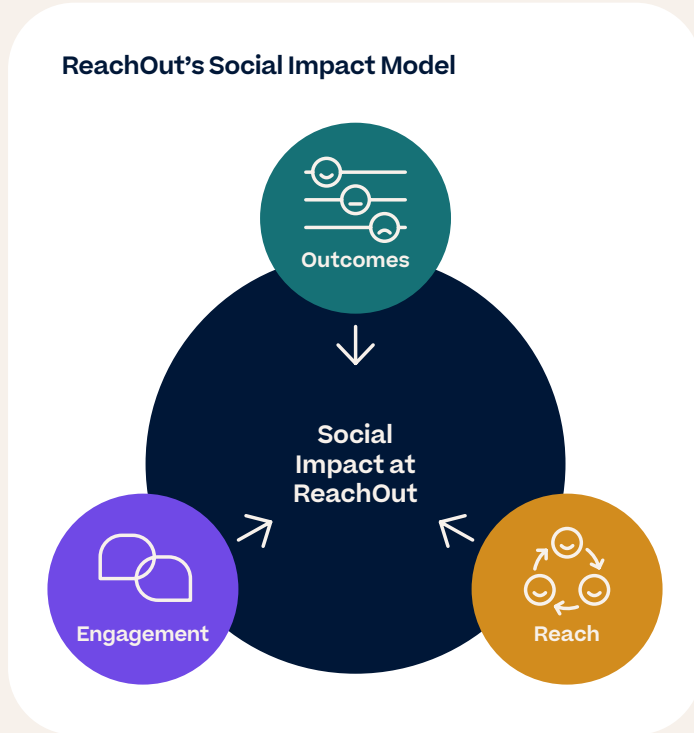 ReachOut’s Social Impact Model
Outcomes
Social
Impact at
ReachOut
Engagement
Reach